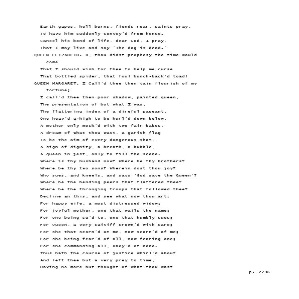 Earth gapes, hell burns, fiends roar, saints pray,
To have him suddenly convey'd from hence.
Cancel his bond of life, dear God, I pray,
That I may live and say 'The dog is dead.'
QUEEN ELIZABETH. O, thou didst prophesy the time would
come
That I should wish for thee to help me curse
That bottled spider, that foul bunch-back'd toad!
QUEEN MARGARET. I Call'd thee then vain flourish of my
fortune;
I call'd thee then poor shadow, painted queen,
The presentation of but what I was,
The flattering index of a direful pageant,
One heav'd a-high to be hurl'd down below,
A mother only mock'd with two fair babes,
A dream of what thou wast, a garish flag
To be the aim of every dangerous shot,
A sign of dignity, a breath, a bubble,
A queen in jest, only to fill the scene.
Where is thy husband now? Where be thy brothers?
Where be thy two sons? Wherein dost thou joy?
Who sues, and kneels, and says 'God save the Queen'?
Where be the bending peers that flattered thee?
Where be the thronging troops that followed thee?
Decline all this, and see what now thou art:
For happy wife, a most distressed widow;
For joyful mother, one that wails the name;
For one being su'd to, one that humbly sues;
For Queen, a very caitiff crown'd with care;
For she that scorn'd at me, now scorn'd of me;
For she being fear'd of all, now fearing one;
For she commanding all, obey'd of none.
Thus hath the course of justice whirl'd about
And left thee but a very prey to time,
Having no more but thought of what thou wast